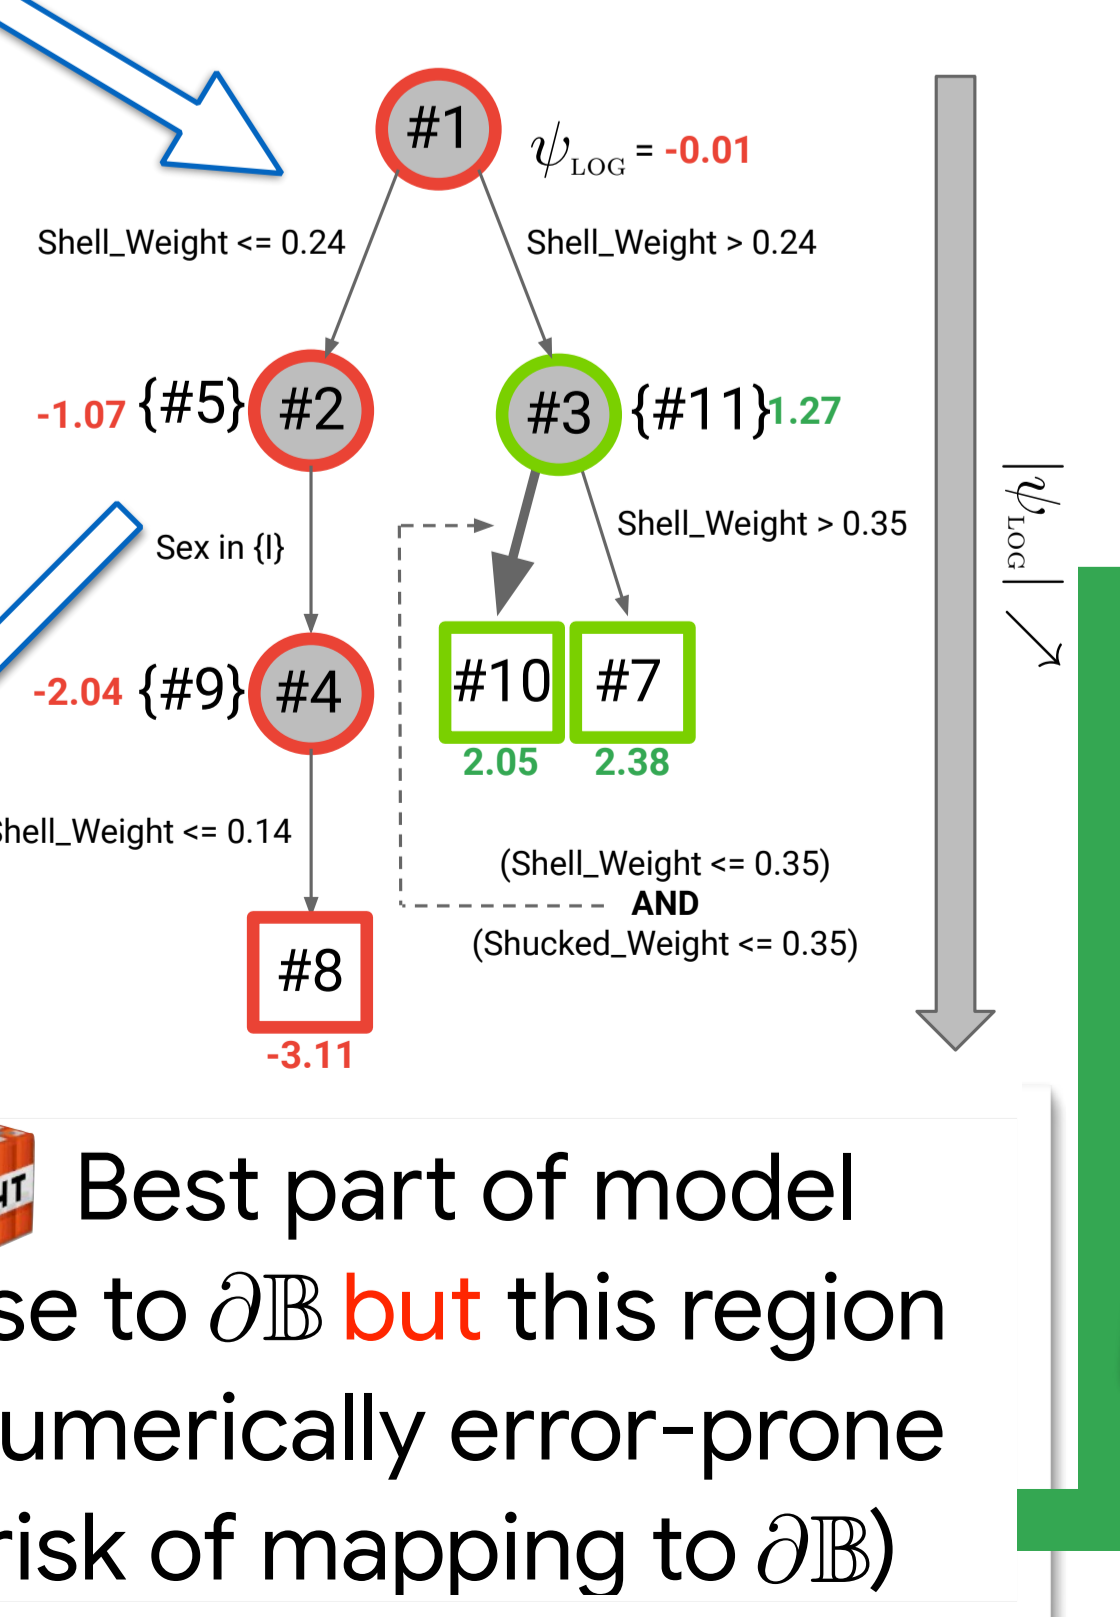 #1
ψ_LOG = -0.01
Shell_Weight <= 0.24
Shell_Weight > 0.24
-1.07 {#5} #2
#3 {#11} 1.27
|ψ_LOG| ↗
Shell_Weight > 0.35
Sex in {I}
-2.04 {#9} #4
#10
#7
2.05
2.38
Shell_Weight <= 0.14
(Shell_Weight <= 0.35)
AND
(Shucked_Weight <= 0.35)
#8
-3.11
Best part of model
se to ∂𝔹 but this region
umerically error-prone
risk of mapping to ∂𝔹)